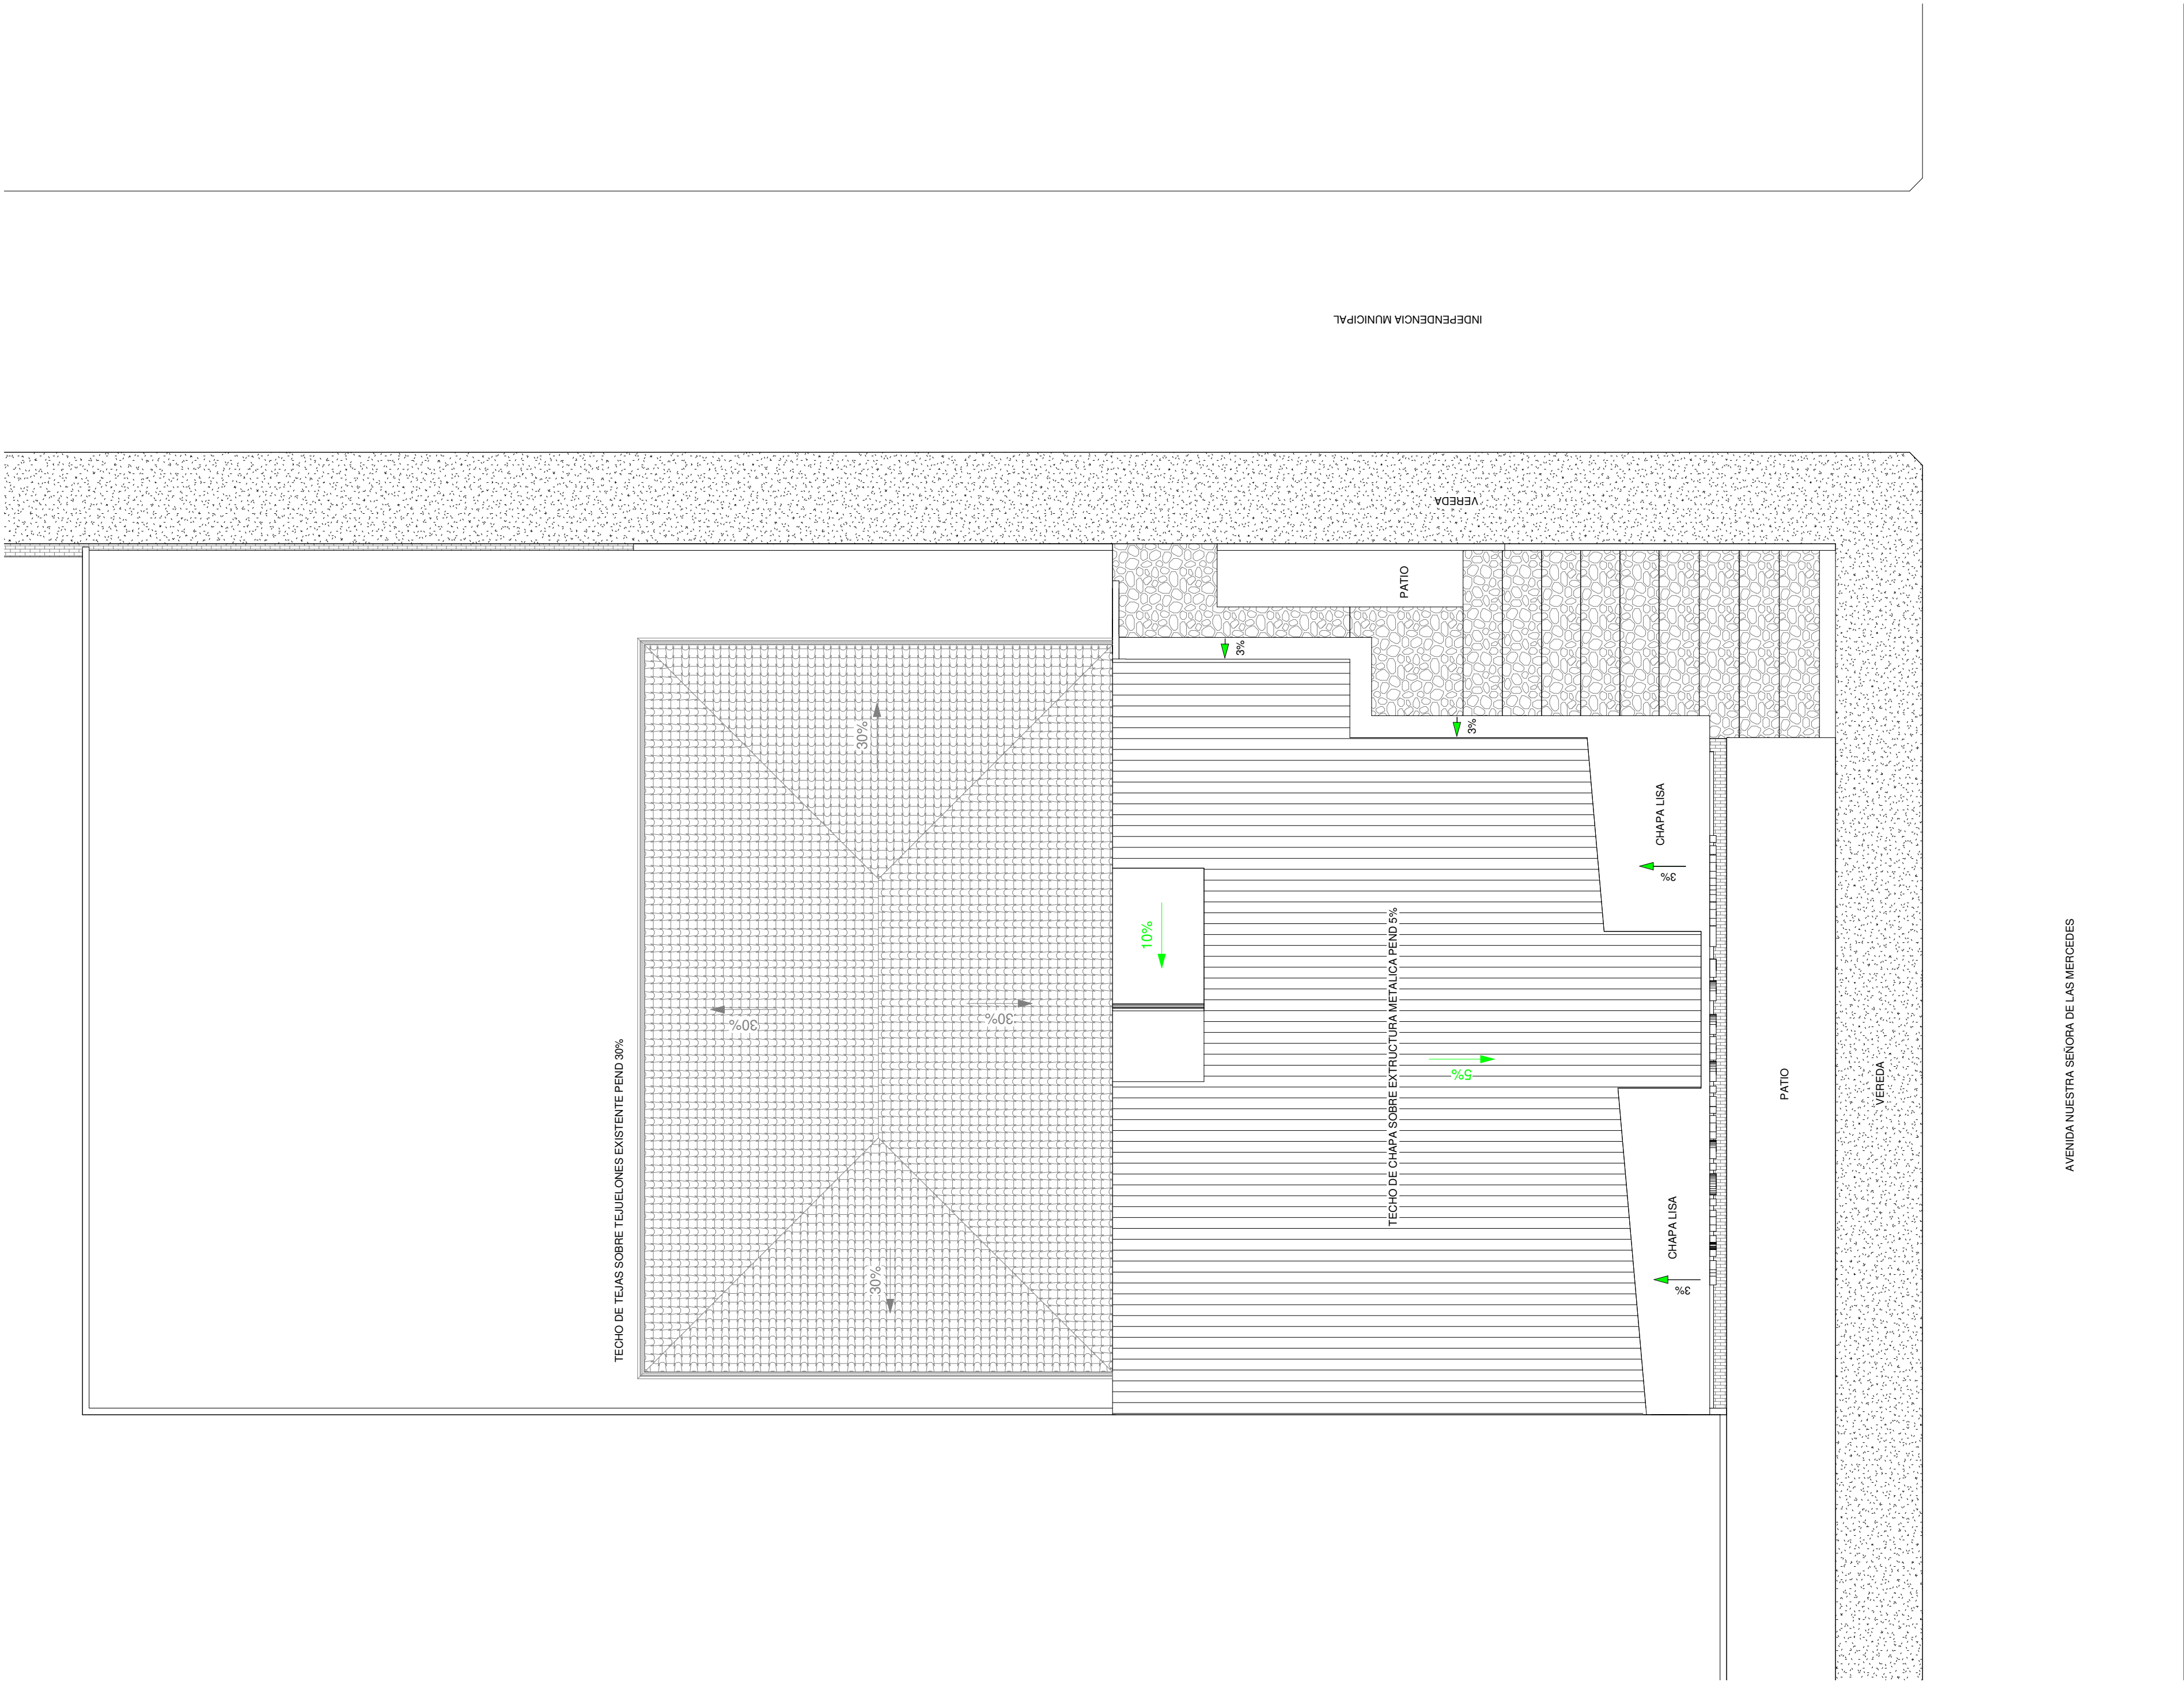 INDEPENDENCIA MUNICIPAL
VEREDA
PATIO
3%
3%
30%
CHAPA LISA
3%
10%
TECHO DE CHAPA SOBRE EXTRUCTURA METALICA PEND 5%
30%
30%
5%
TECHO DE TEJAS SOBRE TEJUELONES EXISTENTE PEND 30%
30%
CHAPA LISA
3%
PATIO
VEREDA
AVENIDA NUESTRA SEÑORA DE LAS MERCEDES